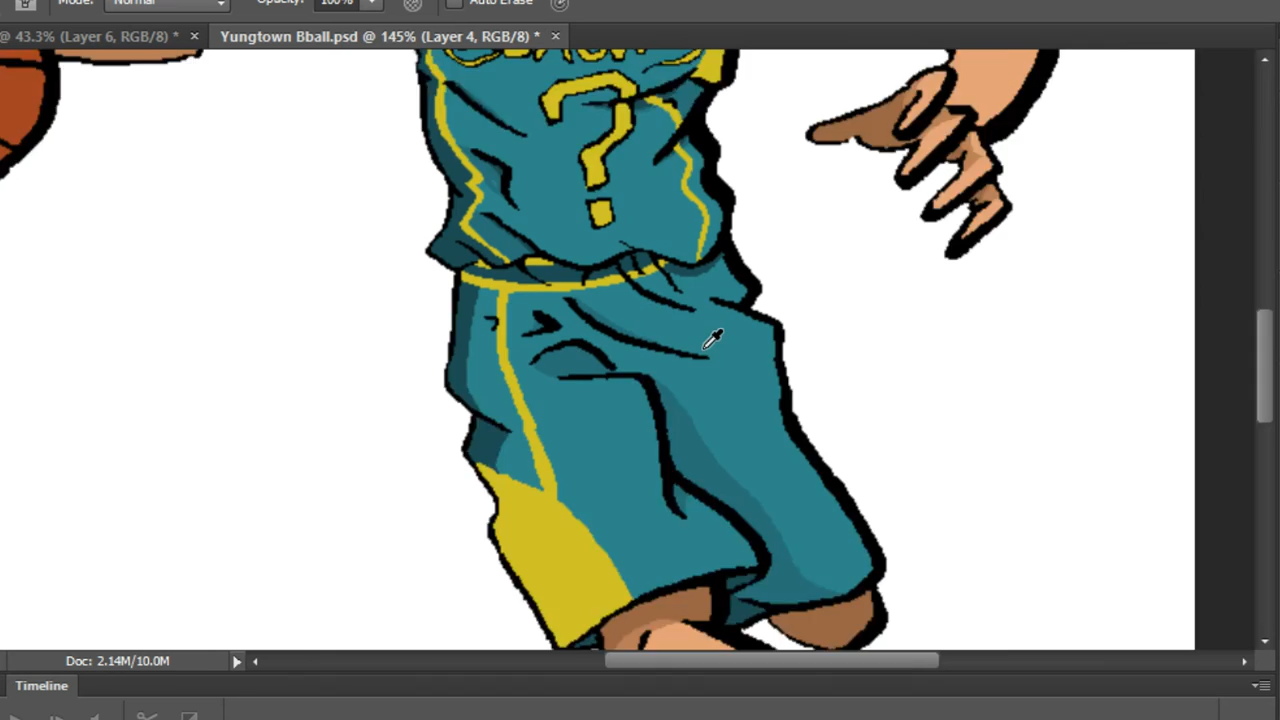 Mode: Normal Opacity: 100% Auto Erase
@ 43.3% (Layer 6, RGB/8) * × Yungtown Bball.psd @ 145% (Layer 4, RGB/8) * ×
?
Doc: 2.14M/10.0M
Timeline